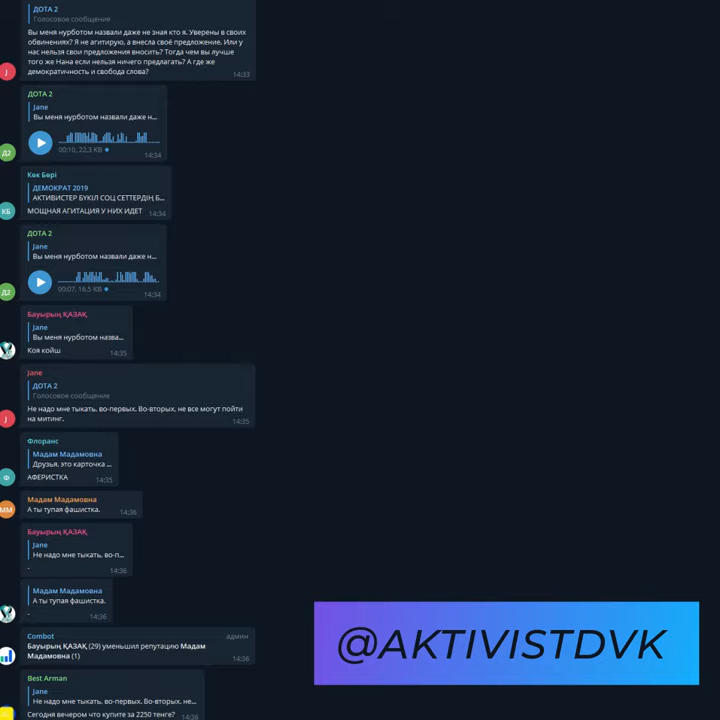 ДОТА 2
Голосовое сообщение
Вы меня нурботом назвали даже не зная кто я. Уверены в своих
обвинениях? Я не агитирую, а внесла своё предложение. Или у
нас нельзя свои предложения вносить? Тогда чем вы лучше
того же Нана если нельзя ничего предлагать? А где же
демократичность и свобода слова?
14:33
J
ДОТА 2
Jane
Вы меня нурботом назвали даже н...
00:10, 22,3 KB
14:34
Д2
Көк Бөрі
ДЕМОКРАТ 2019
АКТИВИСТЕР БҮКІЛ СОЦ СЕТТЕРДІҢ Б...
МОЩНАЯ АГИТАЦИЯ У НИХ ИДЕТ
14:34
КБ
ДОТА 2
Jane
Вы меня нурботом назвали даже н...
00:07, 16,5 KB
14:34
Д2
Бауырың ҚАЗАҚ
Jane
Вы меня нурботом назва...
Коя койш
14:35
Jane
ДОТА 2
Голосовое сообщение
Не надо мне тыкать, во-первых. Во-вторых, не все могут пойти
на митинг.
14:35
J
Флоранс
Мадам Мадамовна
Друзья, это карточка ...
АФЕРИСТКА
14:35
Ф
Мадам Мадамовна
А ты тупая фашистка.
14:36
ММ
Бауырың ҚАЗАҚ
Jane
Не надо мне тыкать, во-п...
-
14:36
Мадам Мадамовна
А ты тупая фашистка.
-
14:36
Combot
админ
Бауырың ҚАЗАҚ (29) уменьшил репутацию Мадам
Мадамовна (1)
14:36
Best Arman
Jane
Не надо мне тыкать, во-первых. Во-вторых, не...
Сегодня вечером что купите за 2250 тенге?
14:36
@AKTIVISTDVK